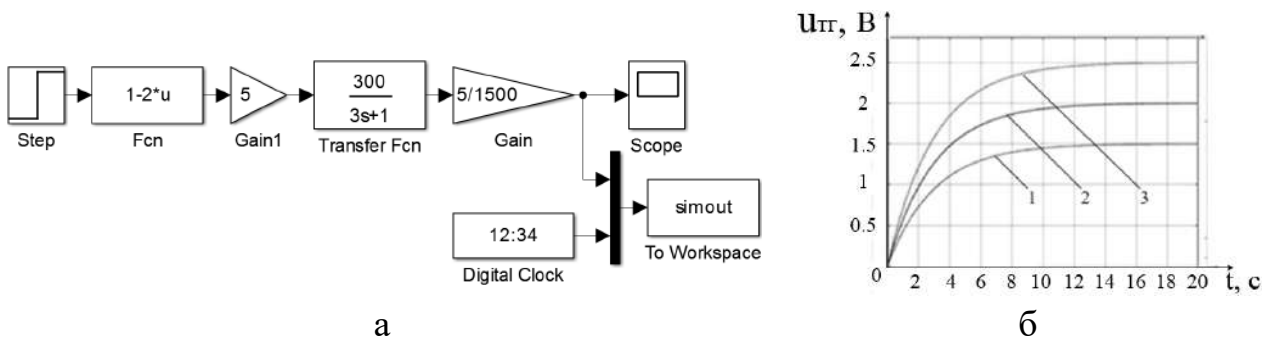 1-2*u
5
300
3s+1
5/1500
Step
Fcn
Gain1
Transfer Fcn
Gain
Scope
12:34
simout
Digital Clock
To Workspace
а
uтг, В
2.5
2
1.5
1
0.5
0
1
2
3
2 4 6 8 10 12 14 16 18 20
t, с
б